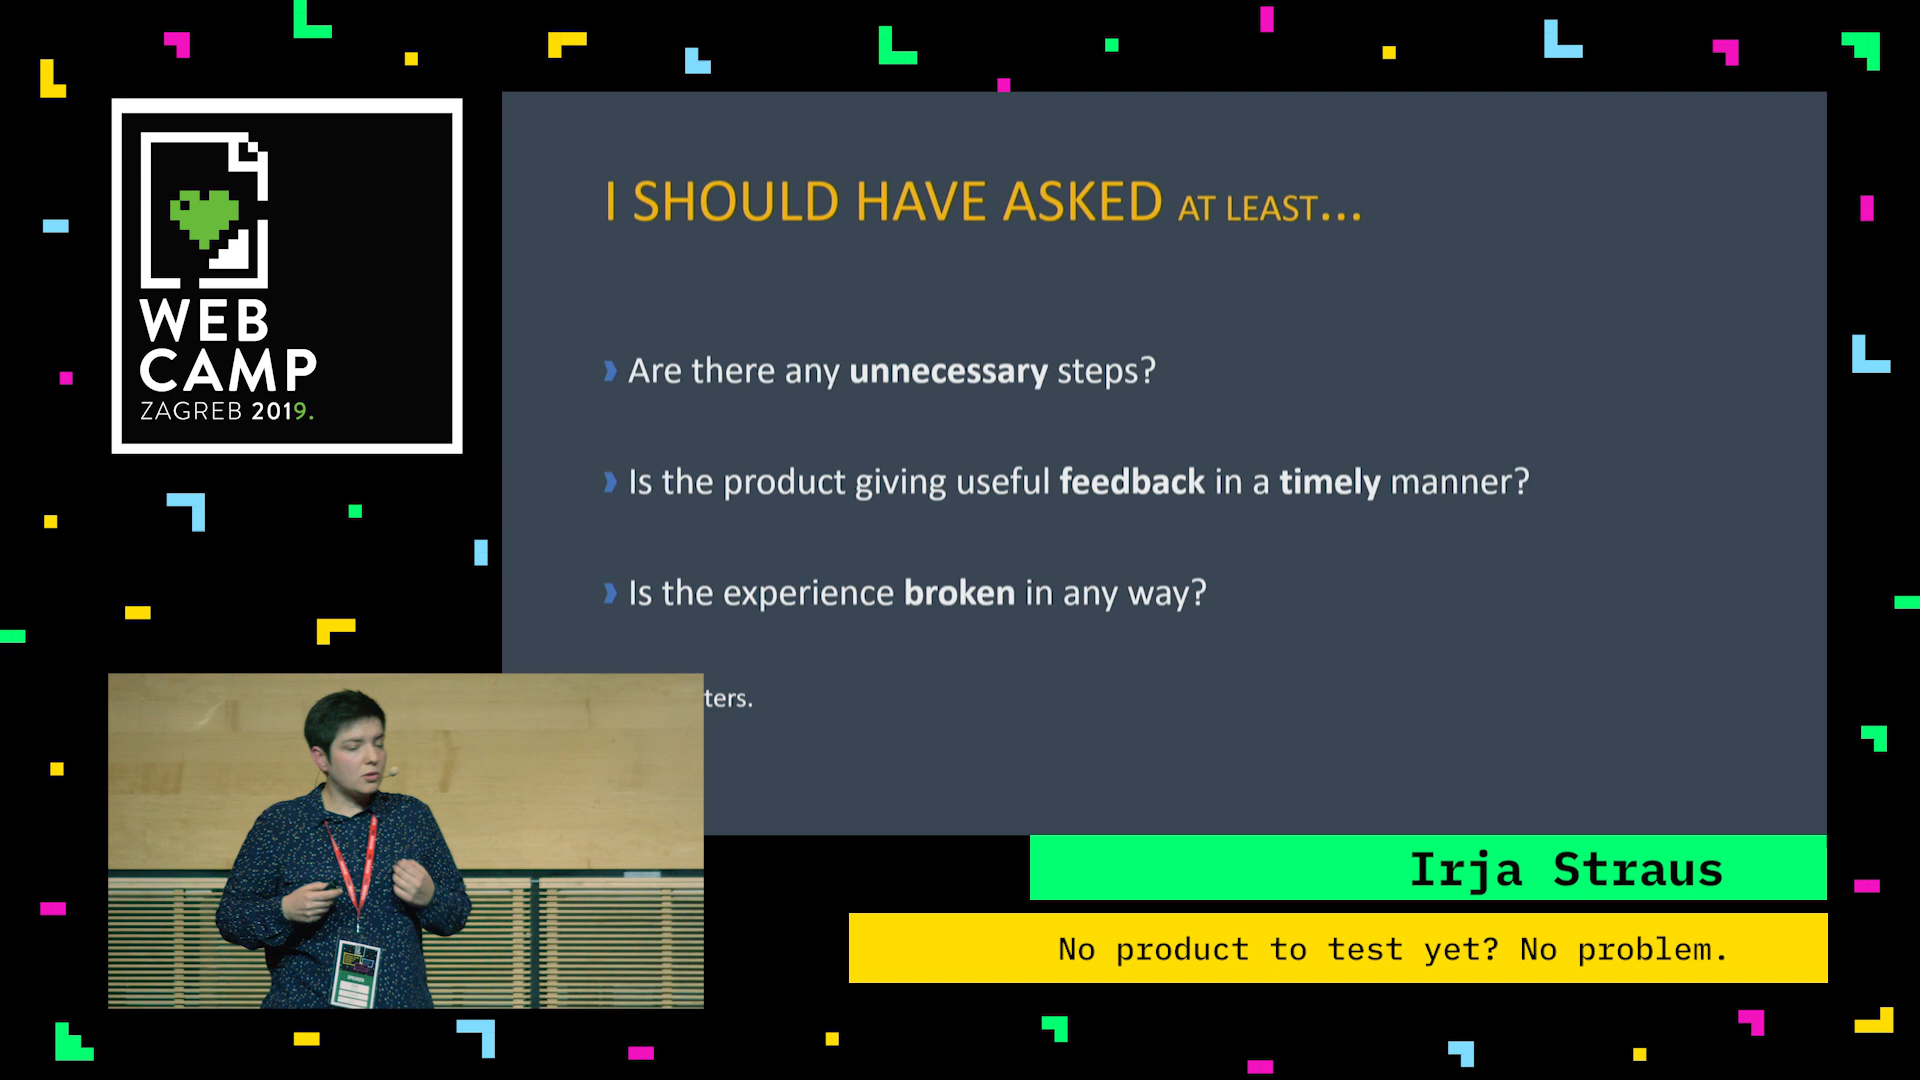 WEB
CAMP
ZAGREB 2019.
I SHOULD HAVE ASKED AT LEAST...
Are there any unnecessary steps?
Is the product giving useful feedback in a timely manner?
Is the experience broken in any way?
ters.
Irja Straus
No product to test yet? No problem.